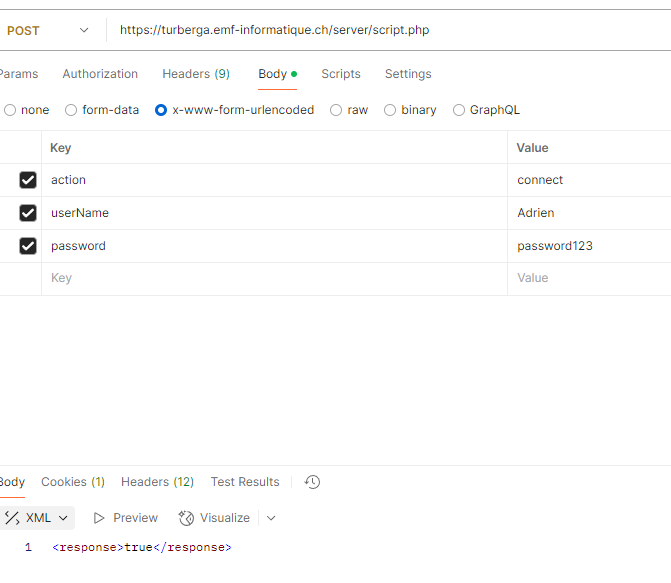 POST https://turberga.emf-informatique.ch/server/script.php
Params Authorization Headers (9) Body Scripts Settings
none form-data x-www-form-urlencoded raw binary GraphQL
Key Value
action connect
userName Adrien
password password123
Key Value
Body Cookies (1) Headers (12) Test Results
XML Preview Visualize
1 <response>true</response>